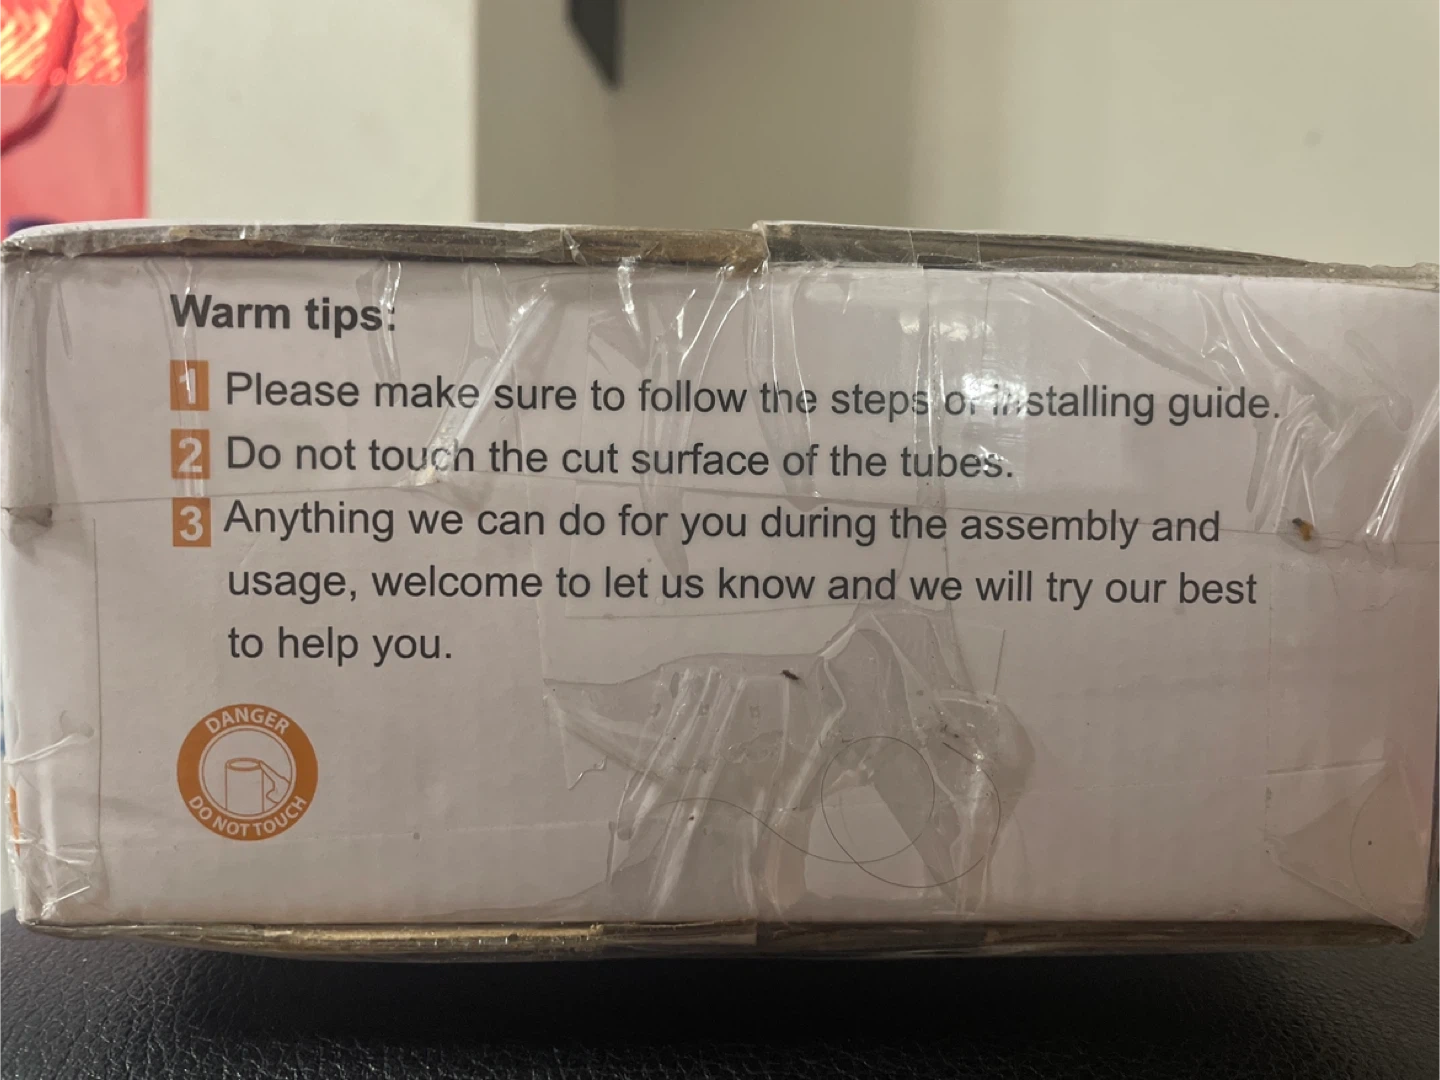 Warm tips:
1 Please make sure to follow the steps of installing guide.
2 Do not touch the cut surface of the tubes.
3 Anything we can do for you during the assembly and
usage, welcome to let us know and we will try our best
to help you.
DANGER
DO NOT TOUCH